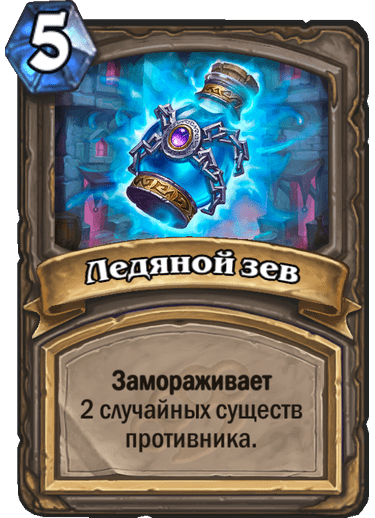 5
Ледяной зев
Замораживает
2 случайных существ
противника.